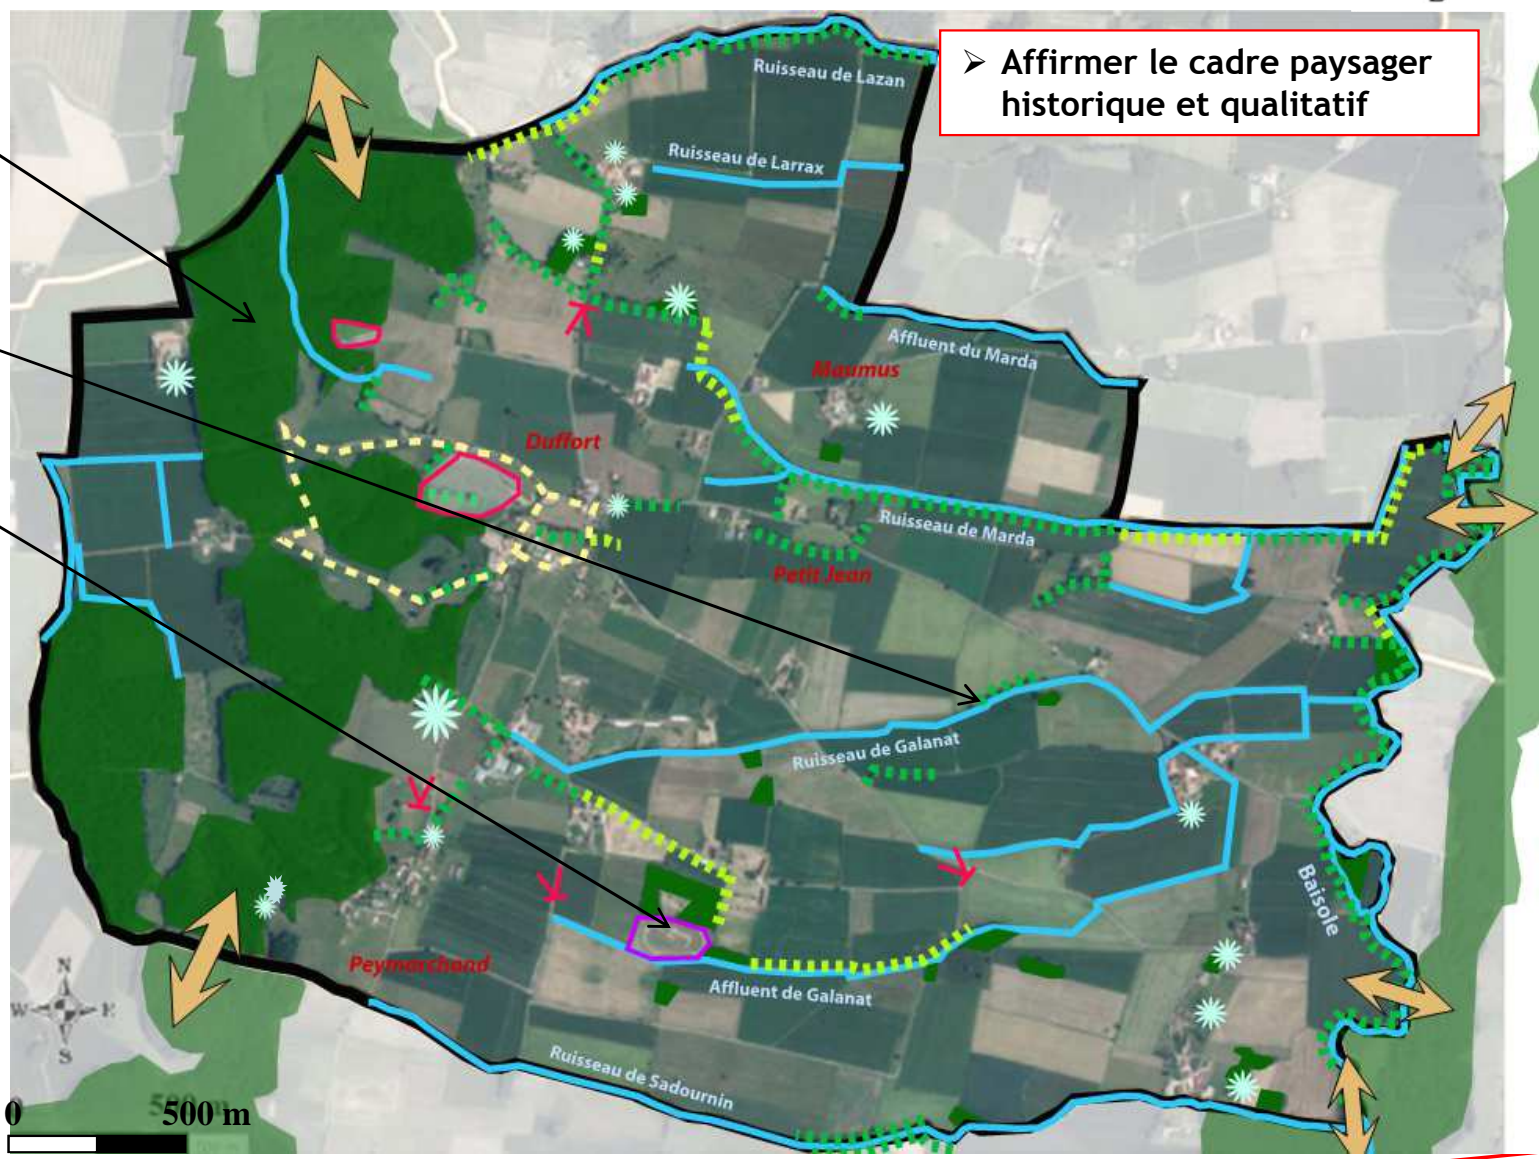 ➢ Affirmer le cadre paysager
historique et qualitatif
Ruisseau de Lazan
Ruisseau de Larrax
Affluent du Marda
Maumus
Duffort
Ruisseau de Marda
Petit Jean
Ruisseau de Galanat
Baïsole
Peymarchand
Affluent de Galanat
N
W E
S
Ruisseau de Sadournin
0 500 m